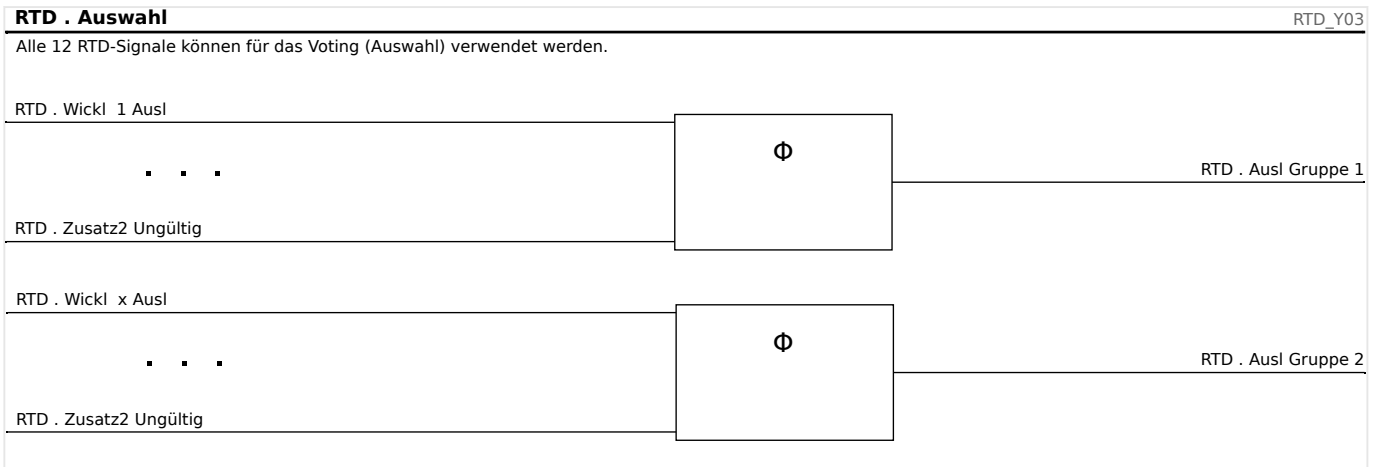 RTD . Auswahl
RTD_Y03
Alle 12 RTD-Signale können für das Voting (Auswahl) verwendet werden.
RTD . Wickl  1 Ausl
Φ
. . .
RTD . Ausl Gruppe 1
RTD . Zusatz2 Ungültig
RTD . Wickl  x Ausl
Φ
. . .
RTD . Ausl Gruppe 2
RTD . Zusatz2 Ungültig